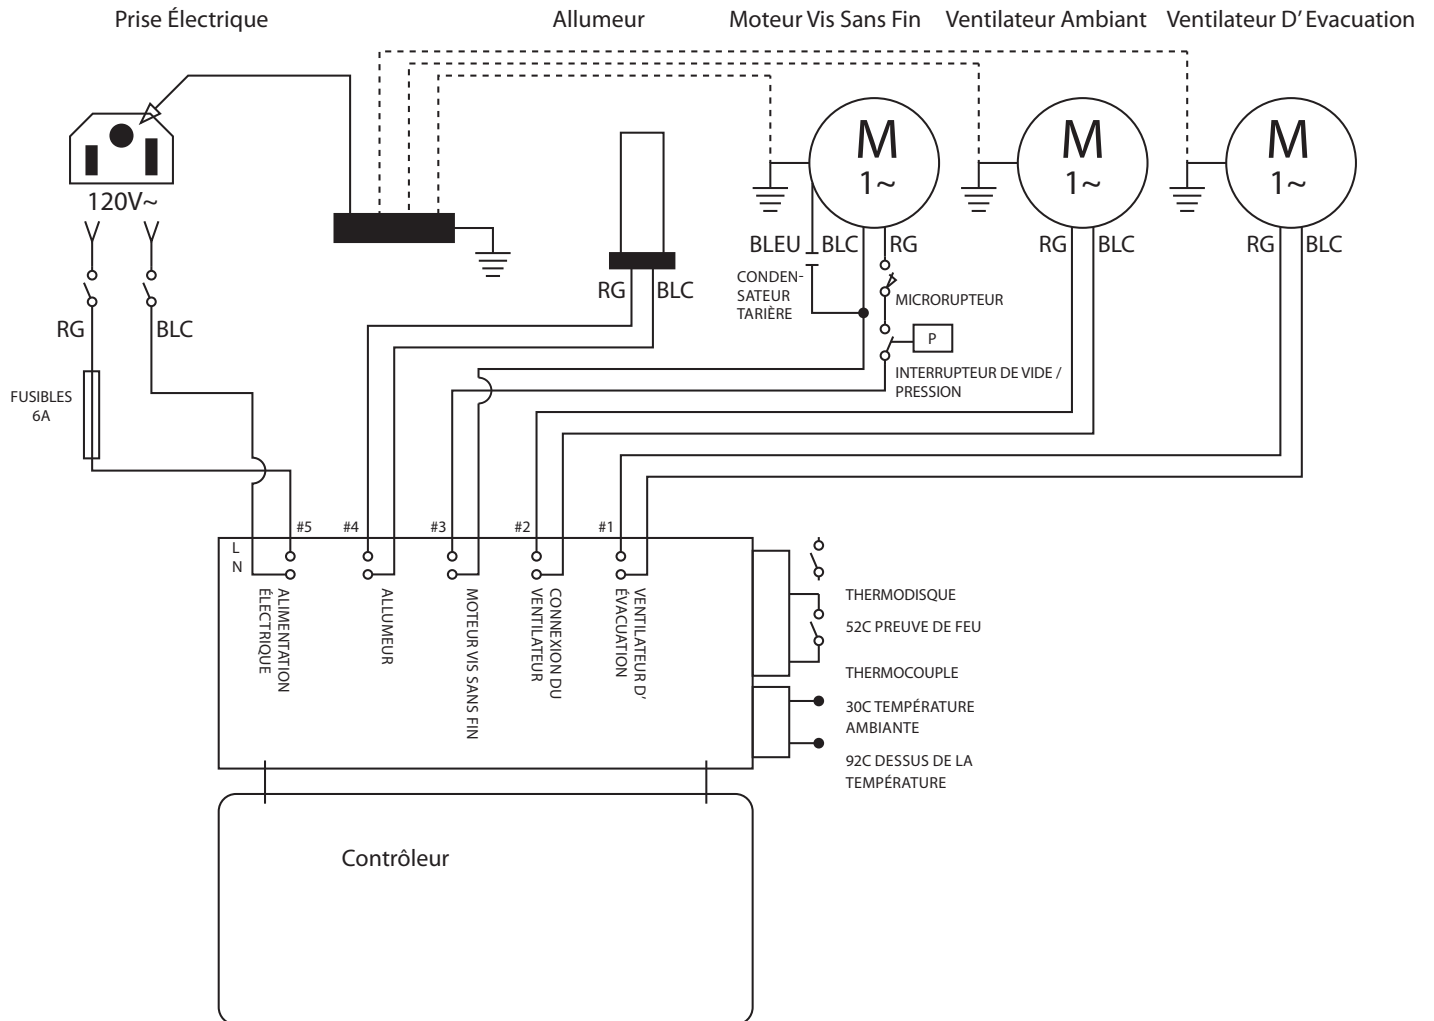 Prise Électrique
Allumeur
Moteur Vis Sans Fin
Ventilateur Ambiant
Ventilateur D' Evacuation
M
1~
M
1~
M
1~
120V~
BLEU
BLC
RG
RG
BLC
RG
BLC
CONDEN-
SATEUR
TARIÈRE
MICRORUPTEUR
RG
BLC
P
RG
BLC
INTERRUPTEUR DE VIDE /
PRESSION
FUSIBLES
6A
#5
#4
#3
#2
#1
L
N
ALIMENTATION
ÉLECTRIQUE
ALLUMEUR
MOTEUR VIS SANS FIN
CONNEXION DU
VENTILATEUR
VENTILATEUR D'
ÉVACUATION
THERMODISQUE
52C PREUVE DE FEU
THERMOCOUPLE
30C TEMPÉRATURE
AMBIANTE
92C DESSUS DE LA
TEMPÉRATURE
Contrôleur